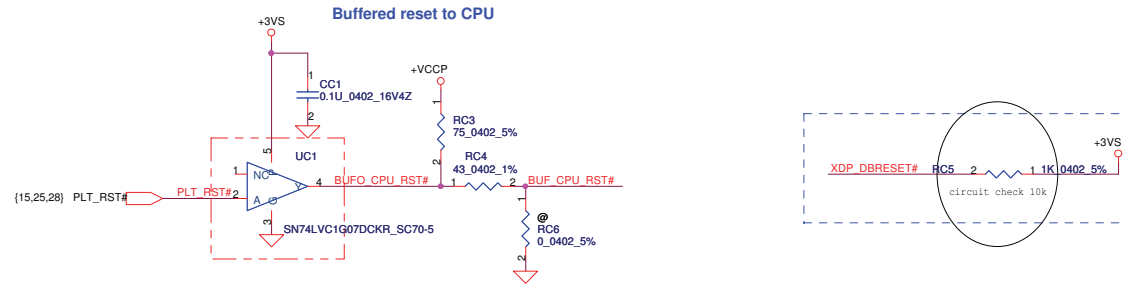 Buffered reset to CPU
+3VS
1
CC1
0.1U_0402_16V4Z
2
+VCCP
1
RC3
75_0402_5%
2
5
UC1
P
1
NC
Y
4
BUFO_CPU_RST#
RC4
43_0402_1%
1
2
BUF_CPU_RST#
{15,25,28}
PLT_RST#
PLT_RST#
2
A
G
3
SN74LVC1G07DCKR_SC70-5
1
@
RC6
0_0402_5%
2
+3VS
XDP_DBRESET#
RC5
2
1
1K_0402_5%
circuit check 10k